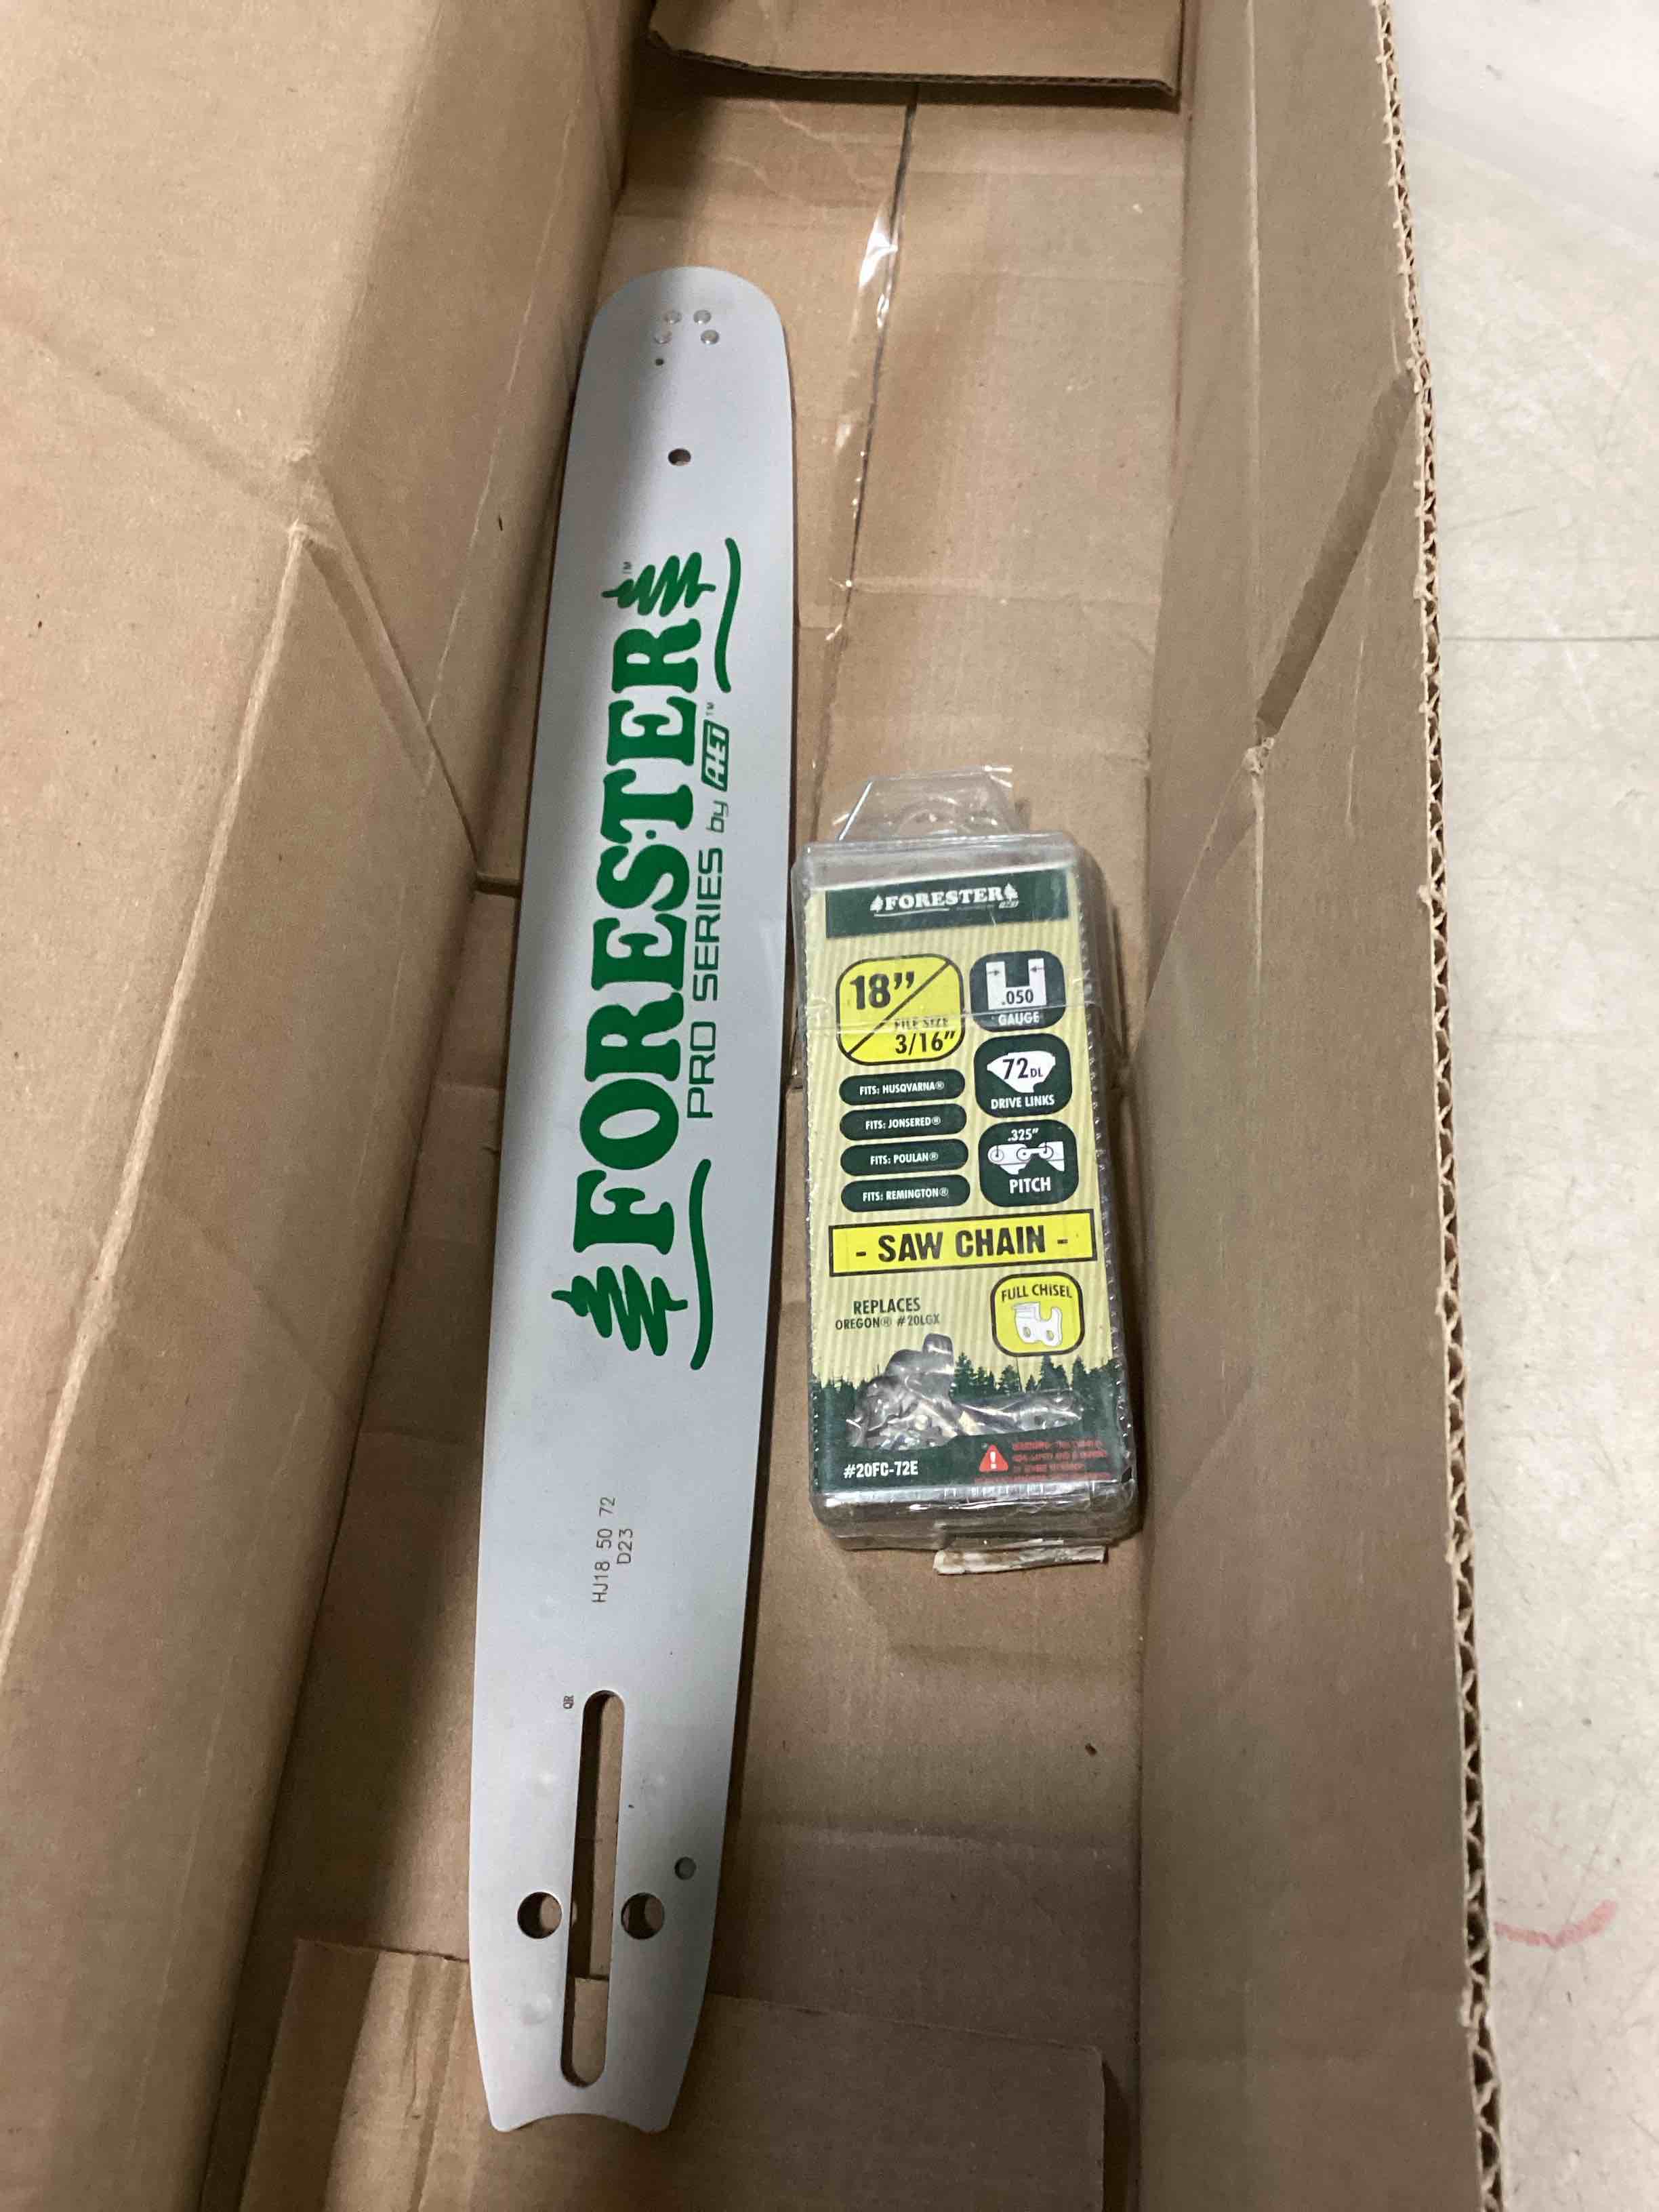 FORESTER™
PRO SERIES by
™
HJ18 50 72
D23
QR
FORESTER
18”
FILE SIZE
3/16”
.050
GAUGE
72DL
DRIVE LINKS
.325”
PITCH
FITS: HUSQVARNA®
FITS: JONSERED®
FITS: POULAN®
FITS: REMINGTON®
- SAW CHAIN -
REPLACES
OREGON® #20LGX
FULL CHISEL
#20FC-72E